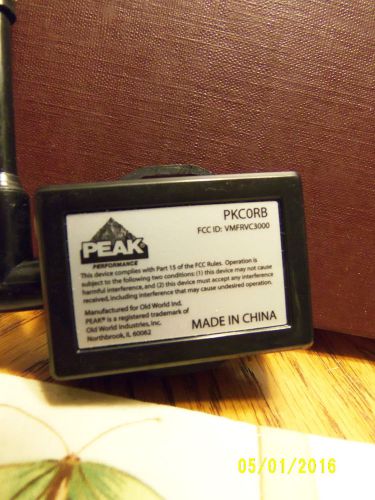 PKC0RB
FCC ID: VMFRVC3000
PEAK
PERFORMANCE
This device complies with Part 15 of the FCC Rules. Operation is
subject to the following two conditions: (1) this device may not cause
harmful interference, and (2) this device must accept any interference
received, including interference that may cause undesired operation.
Manufactured for Old World Ind.
PEAK® is a registered trademark of
Old World Industries, Inc.
Northbrook, IL 60062
MADE IN CHINA
05/01/2016